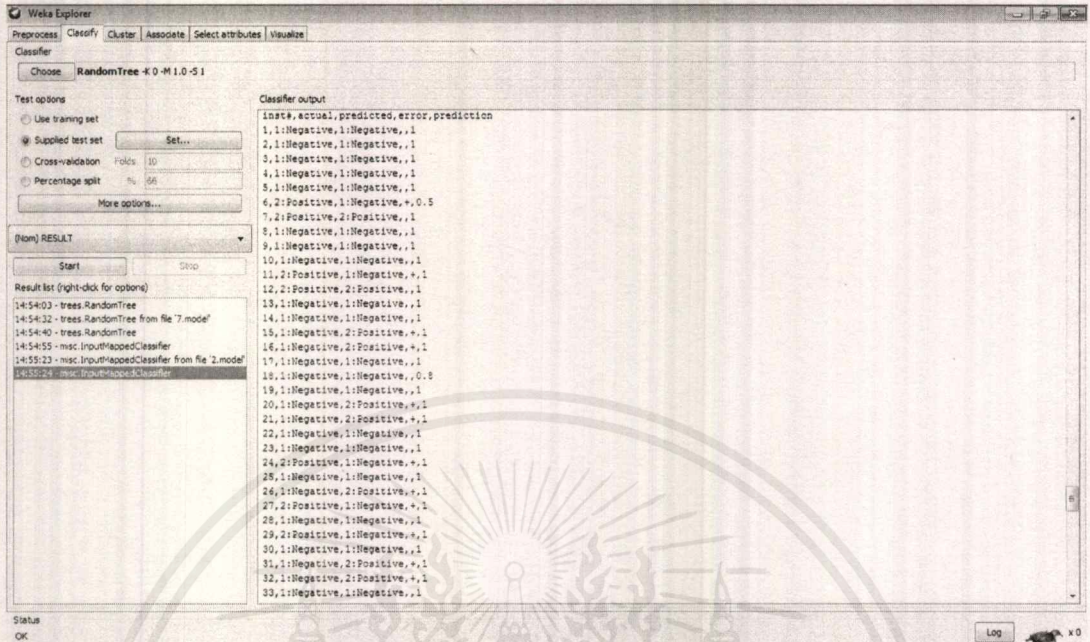 Weka Explorer
Preprocess Classify Cluster Associate Select attributes Visualize
Classifier
Choose RandomTree -K 0 -M 1.0 -S 1
Test options
Use training set
Supplied test set Set...
Cross-validation Folds 10
Percentage split % 66
More options...
(Nom) RESULT
Start Stop
Result list (right-click for options)
14:54:03 - trees.RandomTree
14:54:32 - trees.RandomTree from file '7.model'
14:54:40 - trees.RandomTree
14:54:55 - misc.InputMappedClassifier
14:55:23 - misc.InputMappedClassifier from file '2.model'
14:55:24 - misc.InputMappedClassifier
Classifier output
inst#,actual,predicted,error,prediction
1,1:Negative,1:Negative,,1
2,1:Negative,1:Negative,,1
3,1:Negative,1:Negative,,1
4,1:Negative,1:Negative,,1
5,1:Negative,1:Negative,,1
6,2:Positive,1:Negative,+,0.5
7,2:Positive,2:Positive,,1
8,1:Negative,1:Negative,,1
9,1:Negative,1:Negative,,1
10,1:Negative,1:Negative,,1
11,2:Positive,1:Negative,+,1
12,2:Positive,2:Positive,,1
13,1:Negative,1:Negative,,1
14,1:Negative,1:Negative,,1
15,1:Negative,2:Positive,+,1
16,1:Negative,2:Positive,+,1
17,1:Negative,1:Negative,,1
18,1:Negative,1:Negative,,0.8
19,1:Negative,1:Negative,,1
20,1:Negative,2:Positive,+,1
21,1:Negative,2:Positive,+,1
22,1:Negative,1:Negative,,1
23,1:Negative,1:Negative,,1
24,2:Positive,1:Negative,+,1
25,1:Negative,1:Negative,,1
26,1:Negative,2:Positive,+,1
27,2:Positive,1:Negative,+,1
28,1:Negative,1:Negative,,1
29,2:Positive,1:Negative,+,1
30,1:Negative,1:Negative,,1
31,1:Negative,2:Positive,+,1
32,1:Negative,2:Positive,+,1
33,1:Negative,1:Negative,,1
Status
OK
Log
x 0